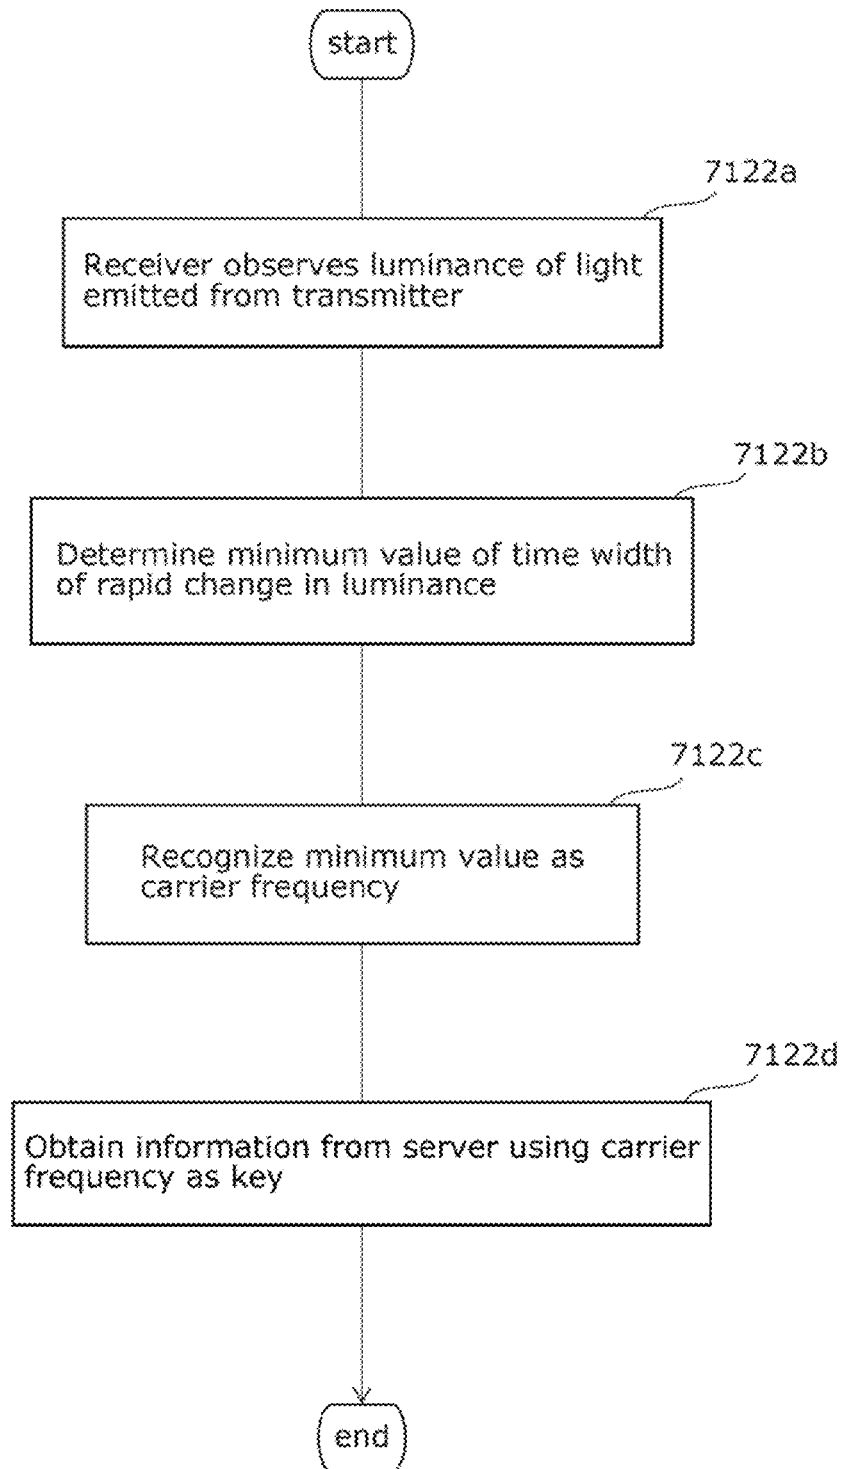 start
7122a
Receiver observes luminance of light
emitted from transmitter
7122b
Determine minimum value of time width
of rapid change in luminance
7122c
Recognize minimum value as
carrier frequency
7122d
Obtain information from server using carrier
frequency as key
end